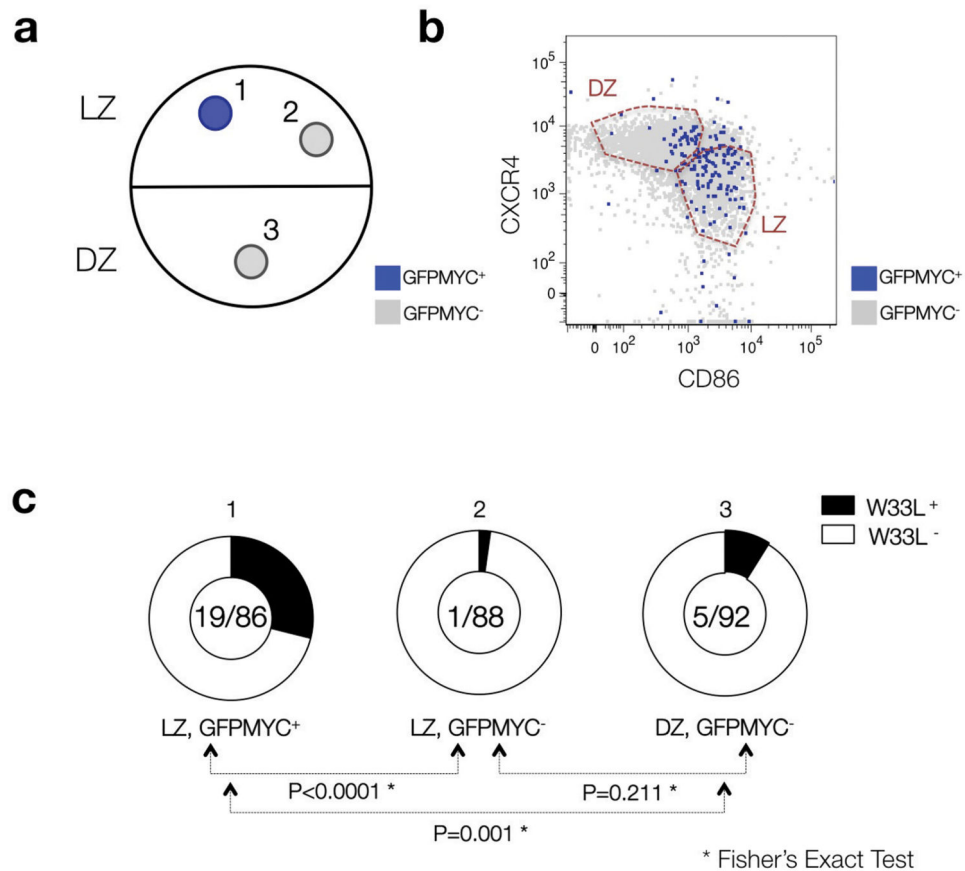 a
LZ
DZ
1
2
3
GFPMYC⁺
GFPMYC⁻
b
10⁵
10⁴
10³
10²
0
CXCR4
DZ
LZ
0 10² 10³ 10⁴ 10⁵
CD86
GFPMYC⁺
GFPMYC⁻
c
1
2
3
W33L ⁺
W33L ⁻
19/86
1/88
5/92
LZ, GFPMYC⁺
LZ, GFPMYC⁻
DZ, GFPMYC⁻
P<0.0001 *
P=0.211 *
P=0.001 *
* Fisher's Exact Test